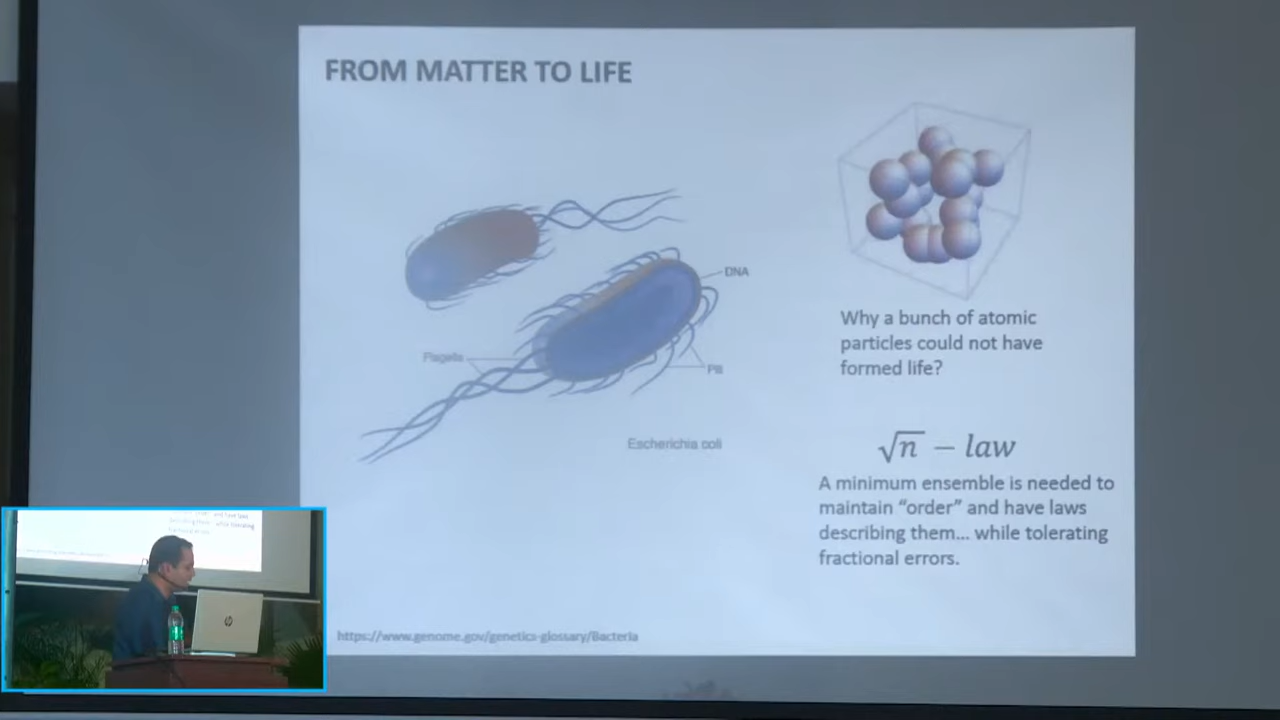 FROM MATTER TO LIFE
DNA
Flagella
Pili
Escherichia coli
Why a bunch of atomic
particles could not have
formed life?
√n − law
A minimum ensemble is needed to
maintain “order” and have laws
describing them... while tolerating
fractional errors.
https://www.genome.gov/genetics-glossary/Bacteria
hp